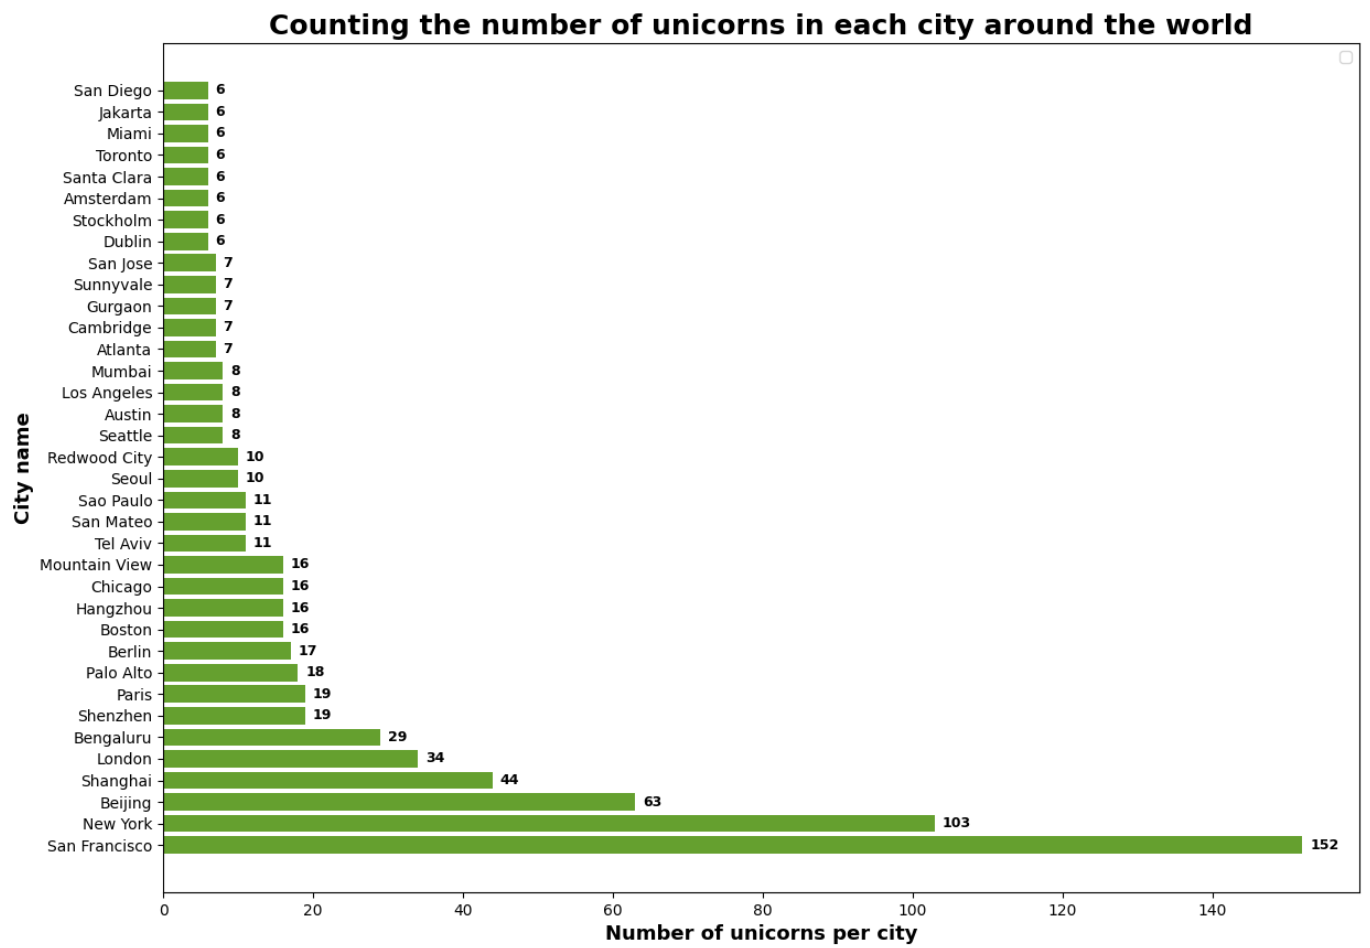 Counting the number of unicorns in each city around the world
San Diego 6
Jakarta 6
Miami 6
Toronto 6
Santa Clara 6
Amsterdam 6
Stockholm 6
Dublin 6
San Jose 7
Sunnyvale 7
Gurgaon 7
Cambridge 7
Atlanta 7
Mumbai 8
Los Angeles 8
Austin 8
Seattle 8
Redwood City 10
Seoul 10
Sao Paulo 11
San Mateo 11
Tel Aviv 11
Mountain View 16
Chicago 16
Hangzhou 16
Boston 16
Berlin 17
Palo Alto 18
Paris 19
Shenzhen 19
Bengaluru 29
London 34
Shanghai 44
Beijing 63
New York 103
San Francisco 152
City name
0 20 40 60 80 100 120 140
Number of unicorns per city